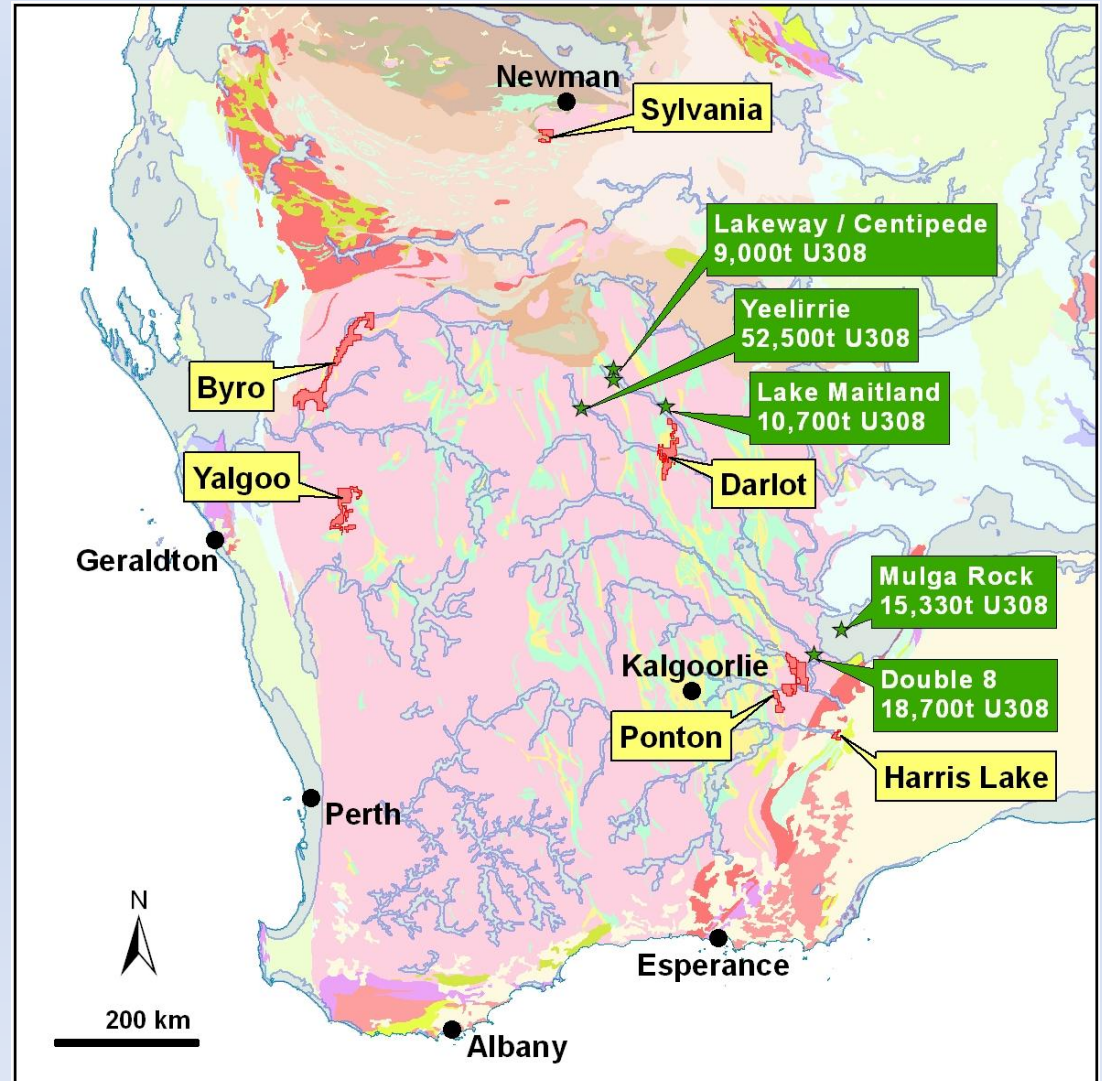 Newman
Sylvania
Lakeway / Centipede
9,000t U308
Yeelirrie
52,500t U308
Byro
Lake Maitland
10,700t U308
Yalgoo
Darlot
Geraldton
Mulga Rock
15,330t U308
Kalgoorlie
Double 8
18,700t U308
Ponton
Harris Lake
Perth
N
Esperance
200 km
Albany